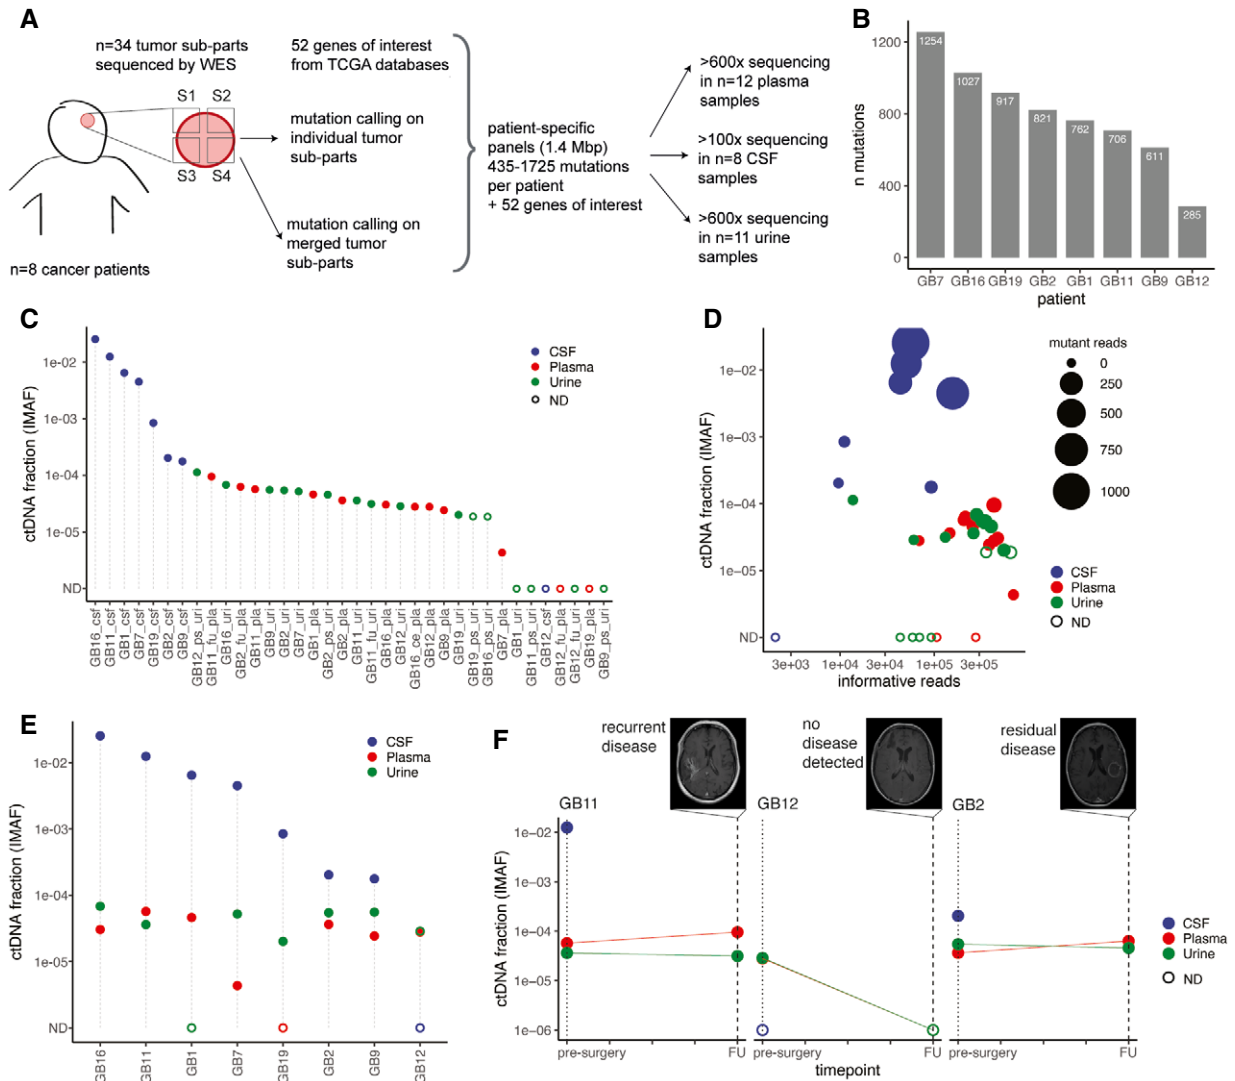 A
n=34 tumor sub-parts
sequenced by WES
52 genes of interest
from TCGA databases
S1 S2
S3 S4
mutation calling on
individual tumor
sub-parts
mutation calling on
merged tumor
sub-parts
n=8 cancer patients
patient-specific
panels (1.4 Mbp)
435-1725 mutations
per patient
+ 52 genes of interest
>600x sequencing
in n=12 plasma
samples
>100x sequencing
in n=8 CSF
samples
>600x sequencing
in n=11 urine
samples
B
n mutations
1200
800
400
0
1254
1027
917
821
762
706
611
285
GB7 GB16 GB19 GB2 GB1 GB11 GB9 GB12
patient
C
ctDNA fraction (IMAF)
1e-02
1e-03
1e-04
1e-05
ND
CSF
Plasma
Urine
ND
GB16_csf
GB11_csf
GB1_csf
GB7_csf
GB19_csf
GB2_csf
GB9_csf
GB12_ps_uri
GB11_fu_pla
GB16_uri
GB2_fu_pla
GB11_pla
GB9_uri
GB2_uri
GB7_uri
GB1_pla
GB2_ps_uri
GB2_pla
GB11_uri
GB11_fu_uri
GB16_pla
GB12_uri
GB16_ce_pla
GB12_pla
GB9_pla
GB19_uri
GB19_ps_uri
GB16_ps_uri
GB7_pla
GB1_uri
GB11_ps_uri
GB12_csf
GB12_fu_pla
GB12_fu_uri
GB19_pla
GB9_ps_uri
D
ctDNA fraction (IMAF)
1e-02
1e-03
1e-04
1e-05
ND
3e+03 1e+04 3e+04 1e+05 3e+05
informative reads
mutant reads
0
250
500
750
1000
CSF
Plasma
Urine
ND
E
ctDNA fraction (IMAF)
1e-02
1e-03
1e-04
1e-05
ND
CSF
Plasma
Urine
GB16
GB11
GB1
GB7
GB19
GB2
GB9
GB12
F
recurrent
disease
no
disease
detected
residual
disease
GB11
GB12
GB2
ctDNA fraction (IMAF)
1e-02
1e-03
1e-04
1e-05
1e-06
pre-surgery FU pre-surgery FU pre-surgery FU
timepoint
CSF
Plasma
Urine
ND